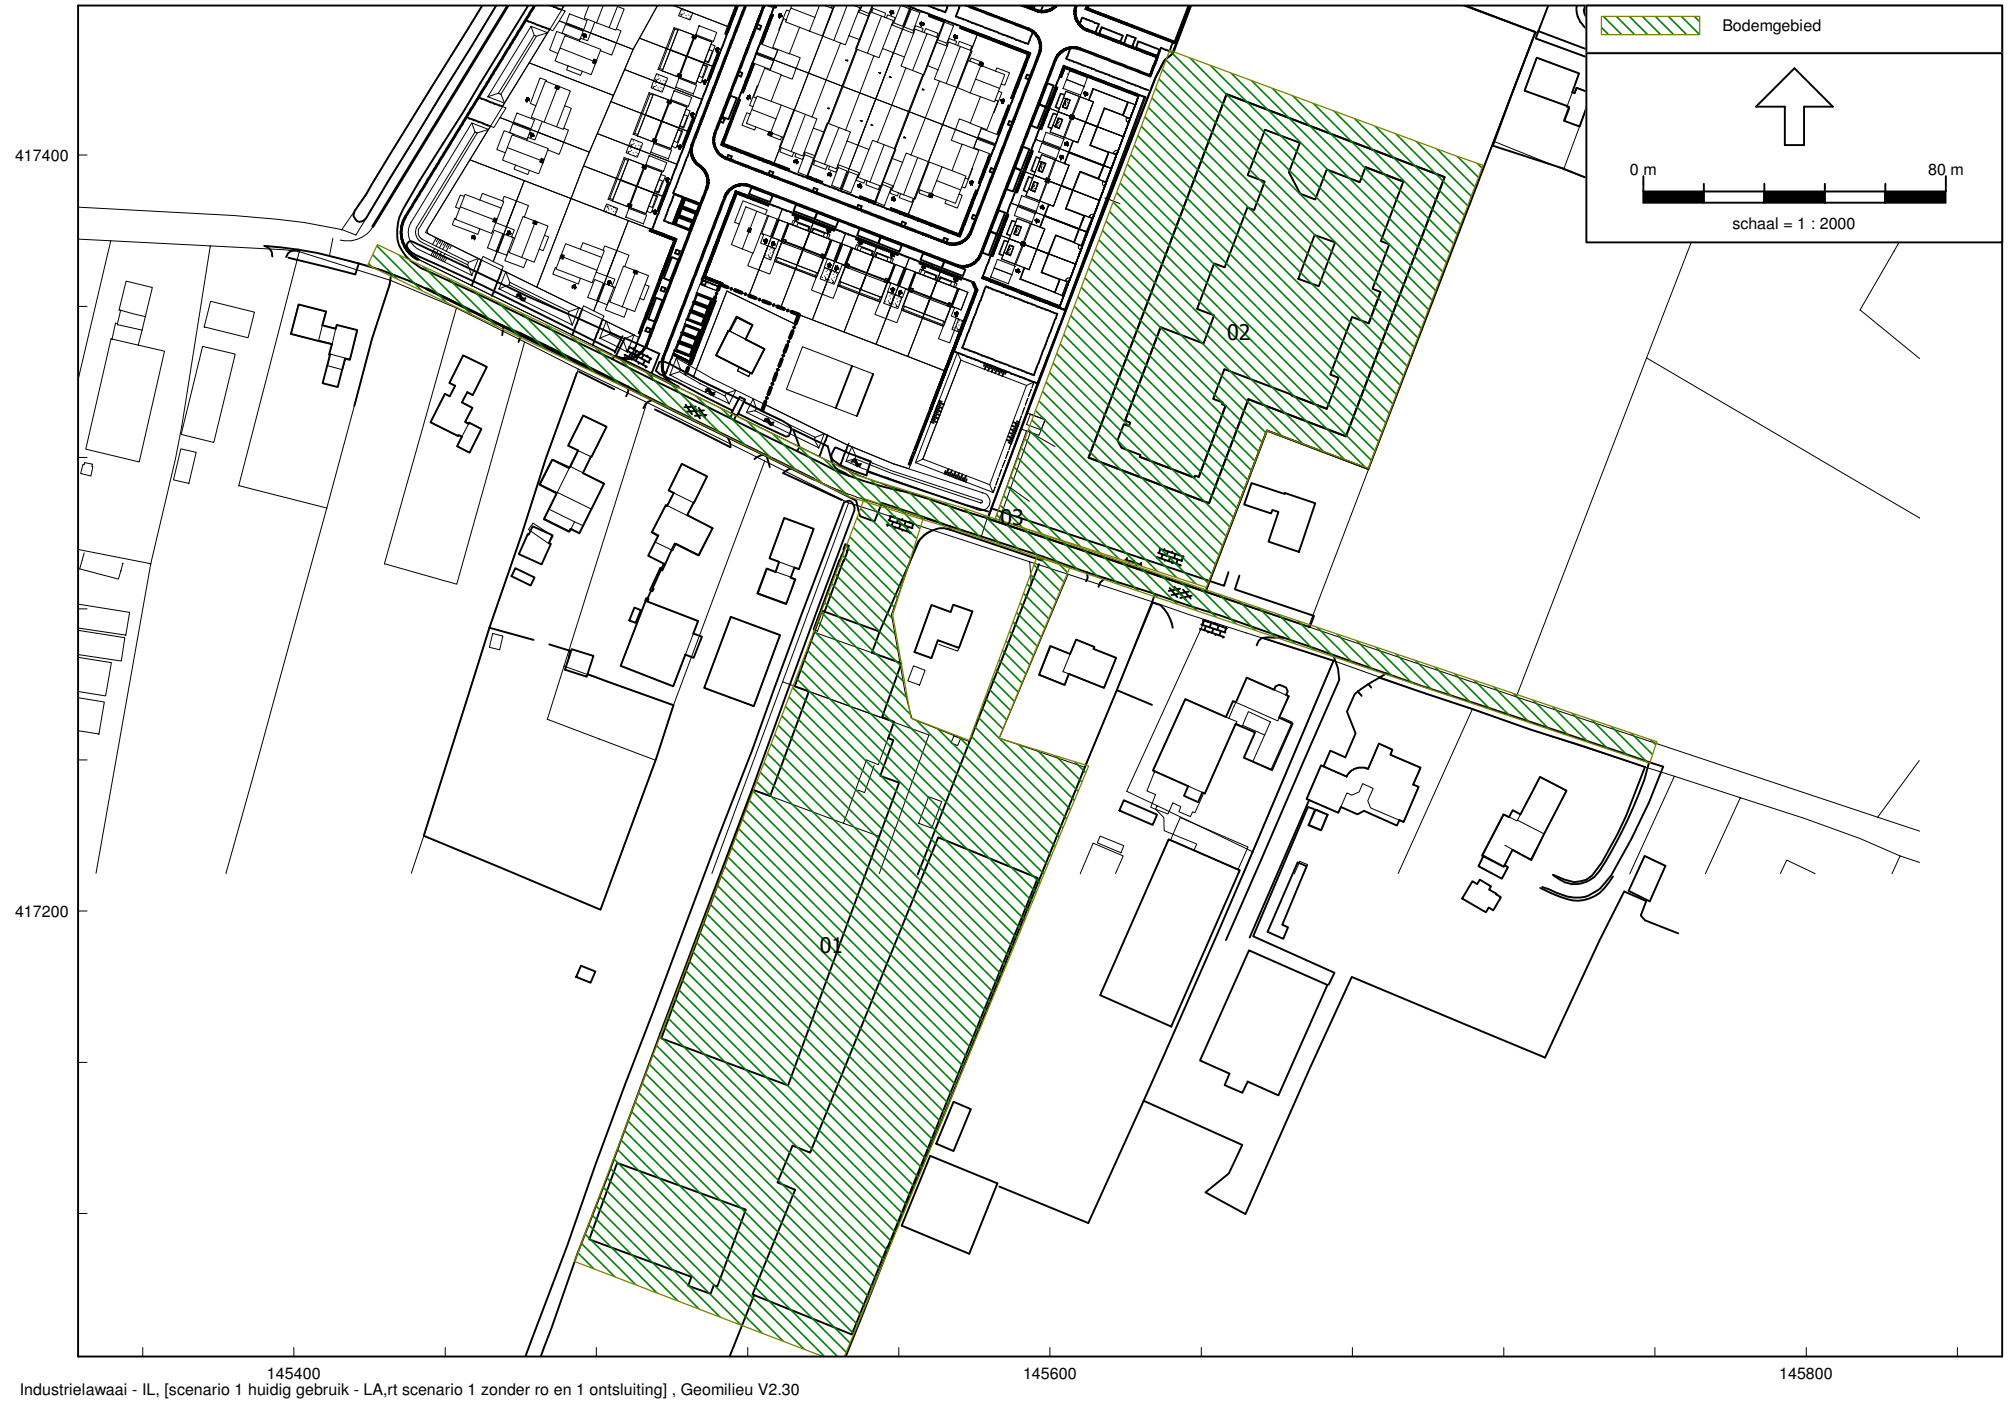 Bodemgebied
0 m 80 m
schaal = 1 : 2000
417400
02
03
417200
01
145400 145600 145800
Industrielawaai - IL, [scenario 1 huidig gebruik - LA,rt scenario 1 zonder ro en 1 ontsluiting] , Geomilieu V2.30